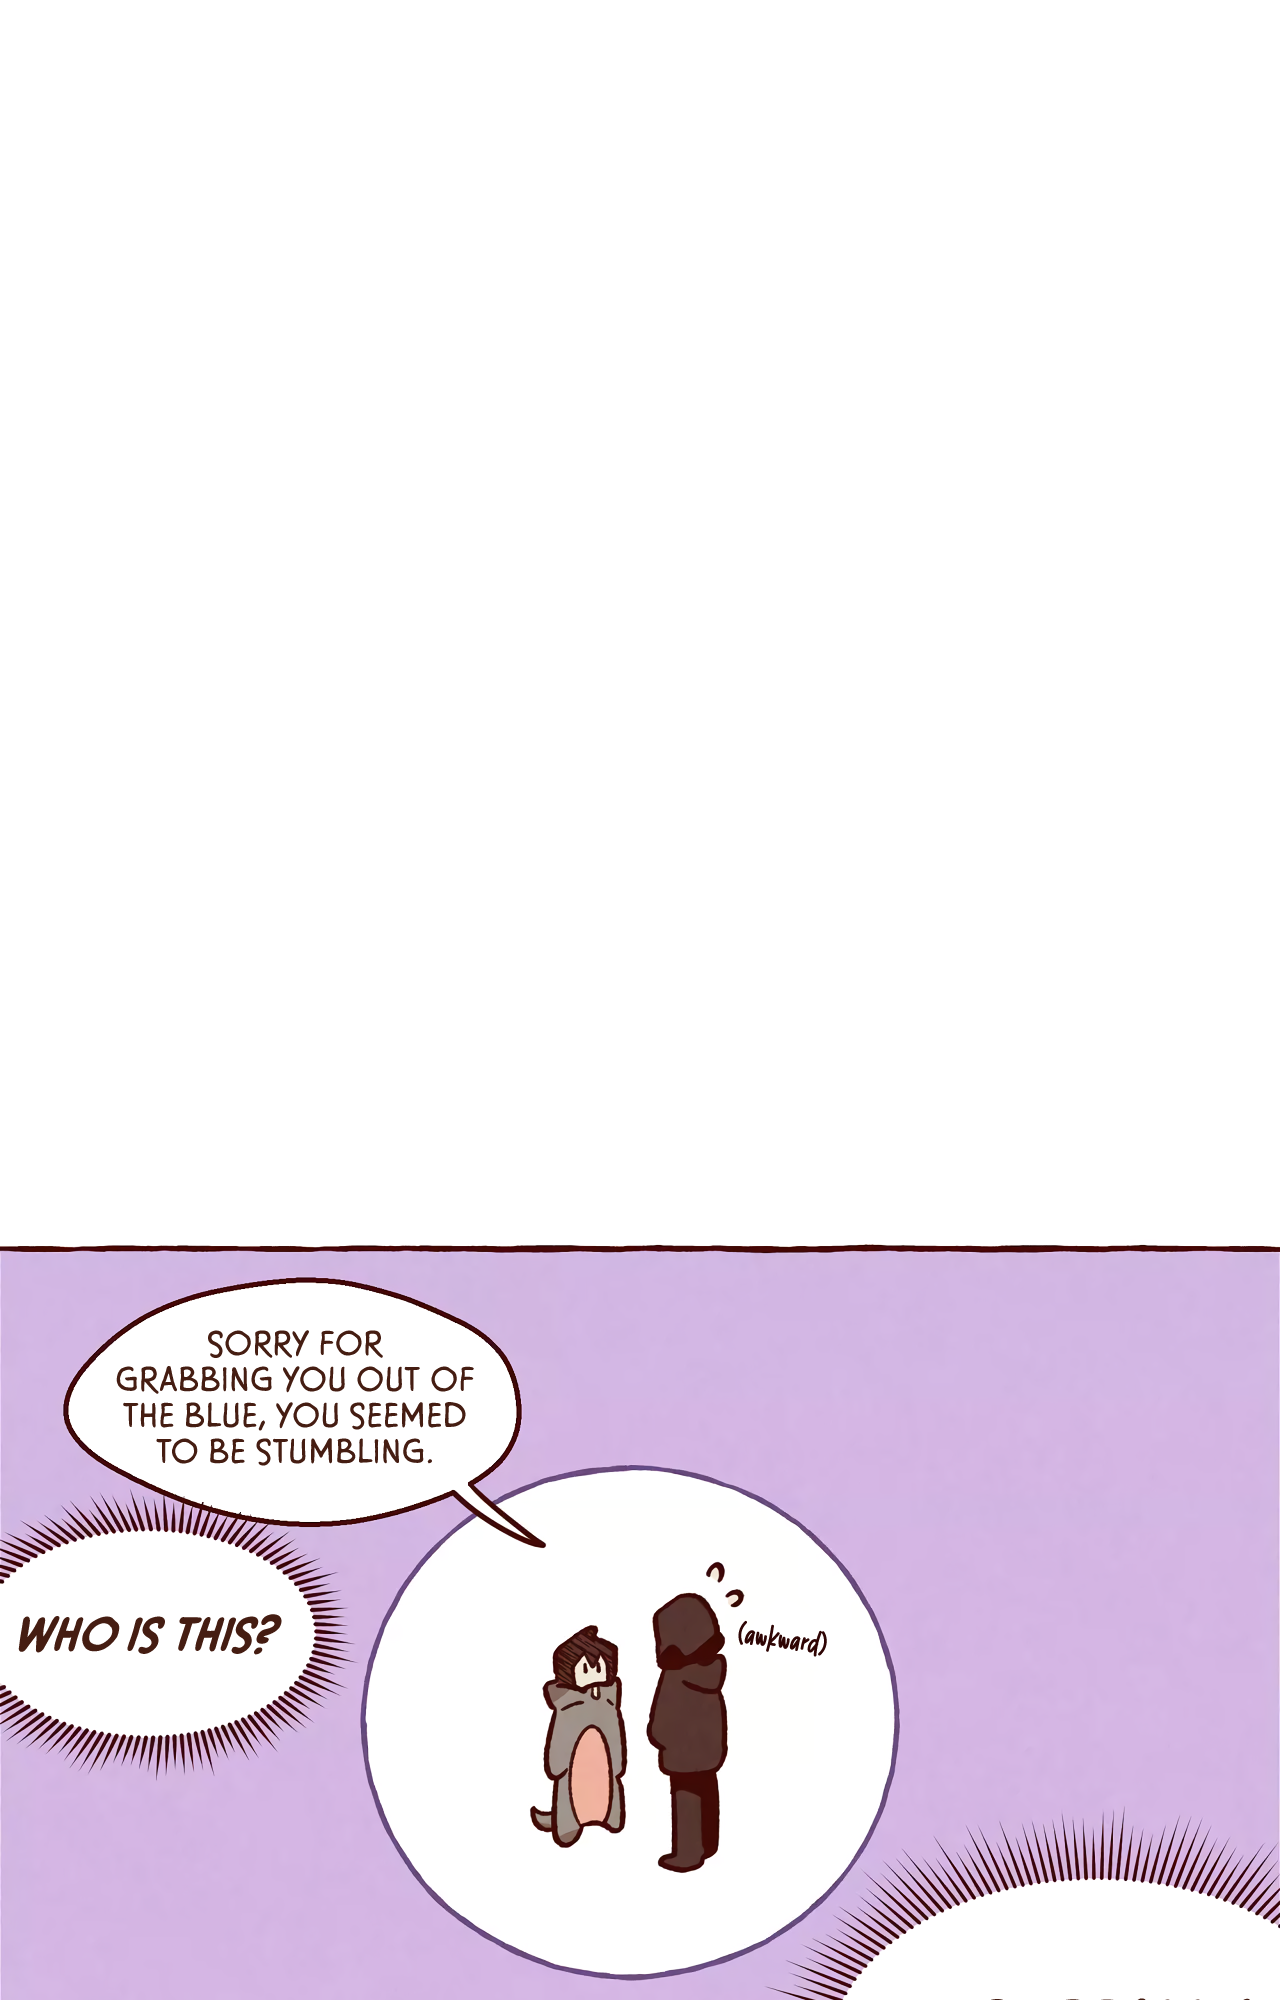 SORRY FOR
GRABBING YOU OUT OF
THE BLUE, YOU SEEMED
TO BE STUMBLING.
WHO IS THIS?
(awkward)